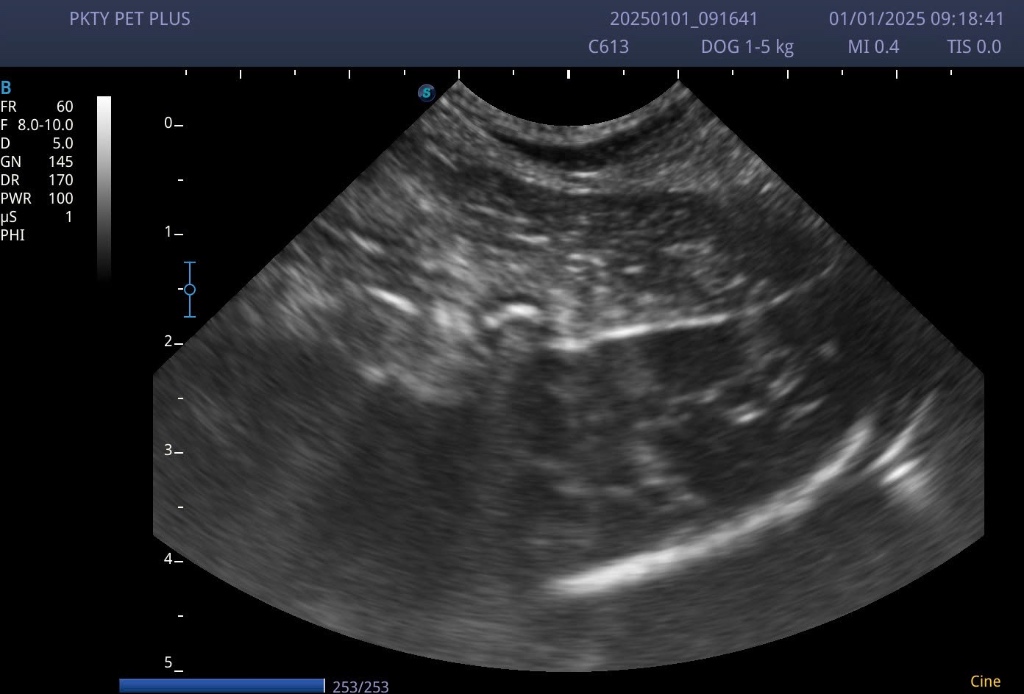 PKTY PET PLUS
20250101_091641 01/01/2025 09:18:41
C613 DOG 1-5 kg MI 0.4 TIS 0.0
B
FR 60
F 8.0-10.0
D 5.0
GN 145
DR 170
PWR 100
µS 1
PHI
S
0
1
2
3
4
5
253/253
Cine